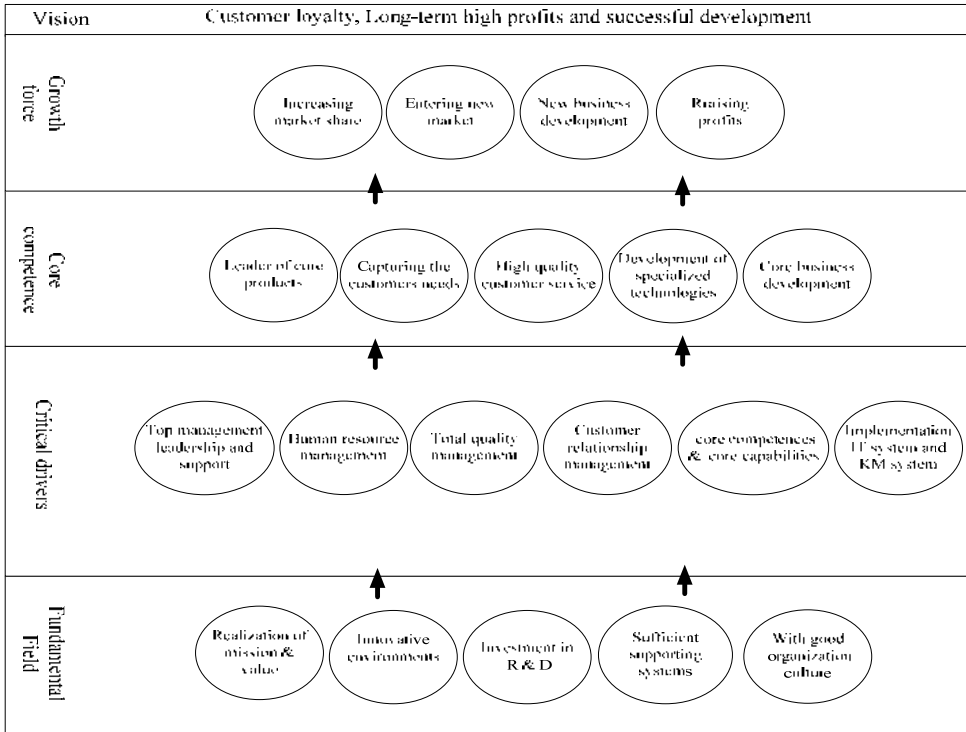 Vision
Customer loyalty, Long-term high profits and successful development
Growth
force
Increasing
market share
Entering new
market
New business
development
Rraising
profits
Core
competence
Leader of core
products
Capturing the
customers needs
High quality
customer service
Development of
specialized
technologies
Core business
development
Critical drivers
Top management
leadership and
support
Human resource
management
Total quality
management
Customer
relationship
management
core competences
& core capabilities
Implementation
IT system and
KM system
Fundamental
Field
Realization of
mission &
value
Innovative
environments
Investment in
R & D
Sufficient
supporting
systems
With good
organization
culture